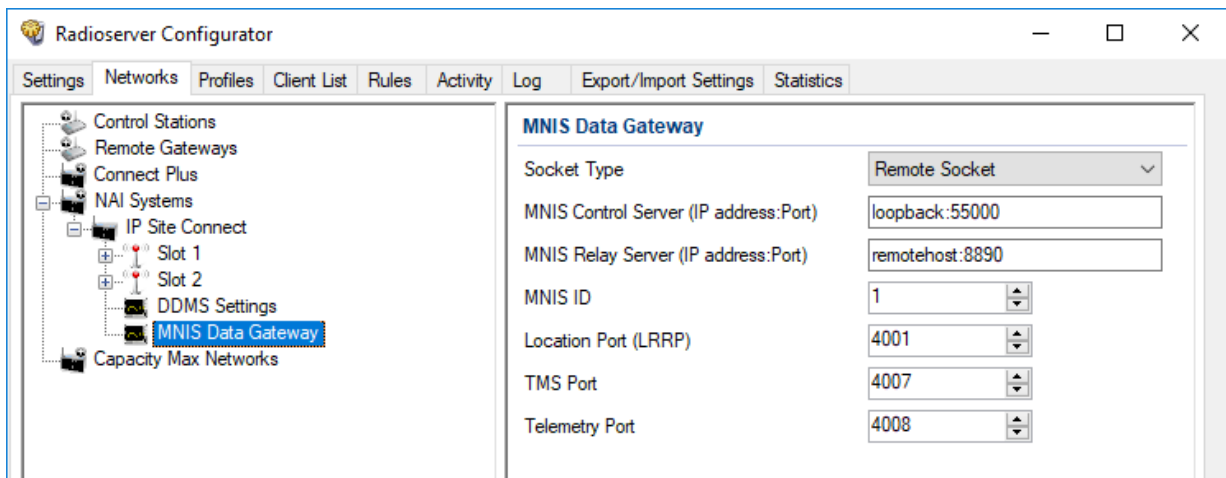 Radioserver Configurator
Settings Networks Profiles Client List Rules Activity Log Export/Import Settings Statistics
Control Stations
Remote Gateways
Connect Plus
NAI Systems
IP Site Connect
Slot 1
Slot 2
DDMS Settings
MNIS Data Gateway
Capacity Max Networks
MNIS Data Gateway
Socket Type Remote Socket
MNIS Control Server (IP address:Port) loopback:55000
MNIS Relay Server (IP address:Port) remotehost:8890
MNIS ID 1
Location Port (LRRP) 4001
TMS Port 4007
Telemetry Port 4008